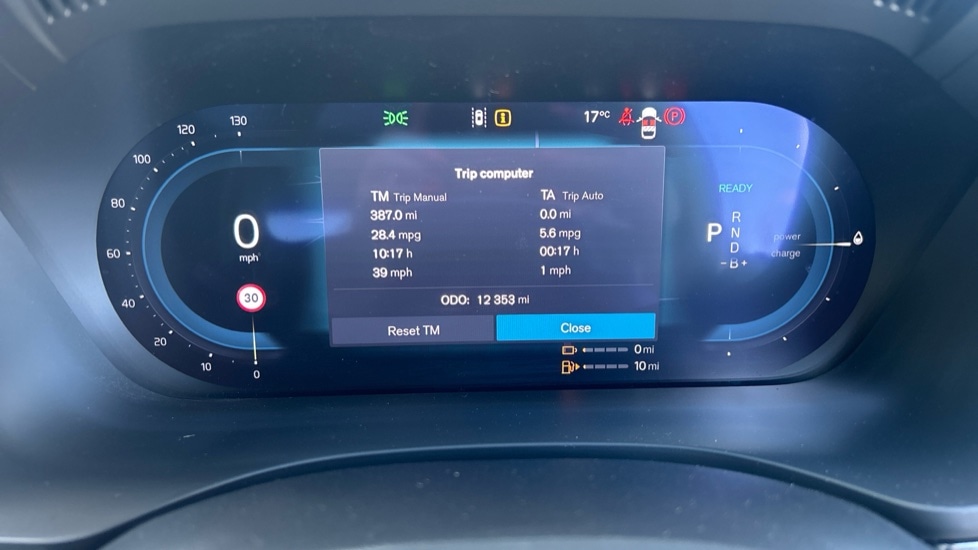 130
120
100
80
60
40
20
10
0
0
mph
30
17°C
P
Trip computer
TM Trip Manual
387.0 mi
28.4 mpg
10:17 h
39 mph
TA Trip Auto
0.0 mi
5.6 mpg
00:17 h
1 mph
ODO: 12 353 mi
Reset TM
Close
0 mi
10 mi
READY
P
R
N
D
- B +
power
charge